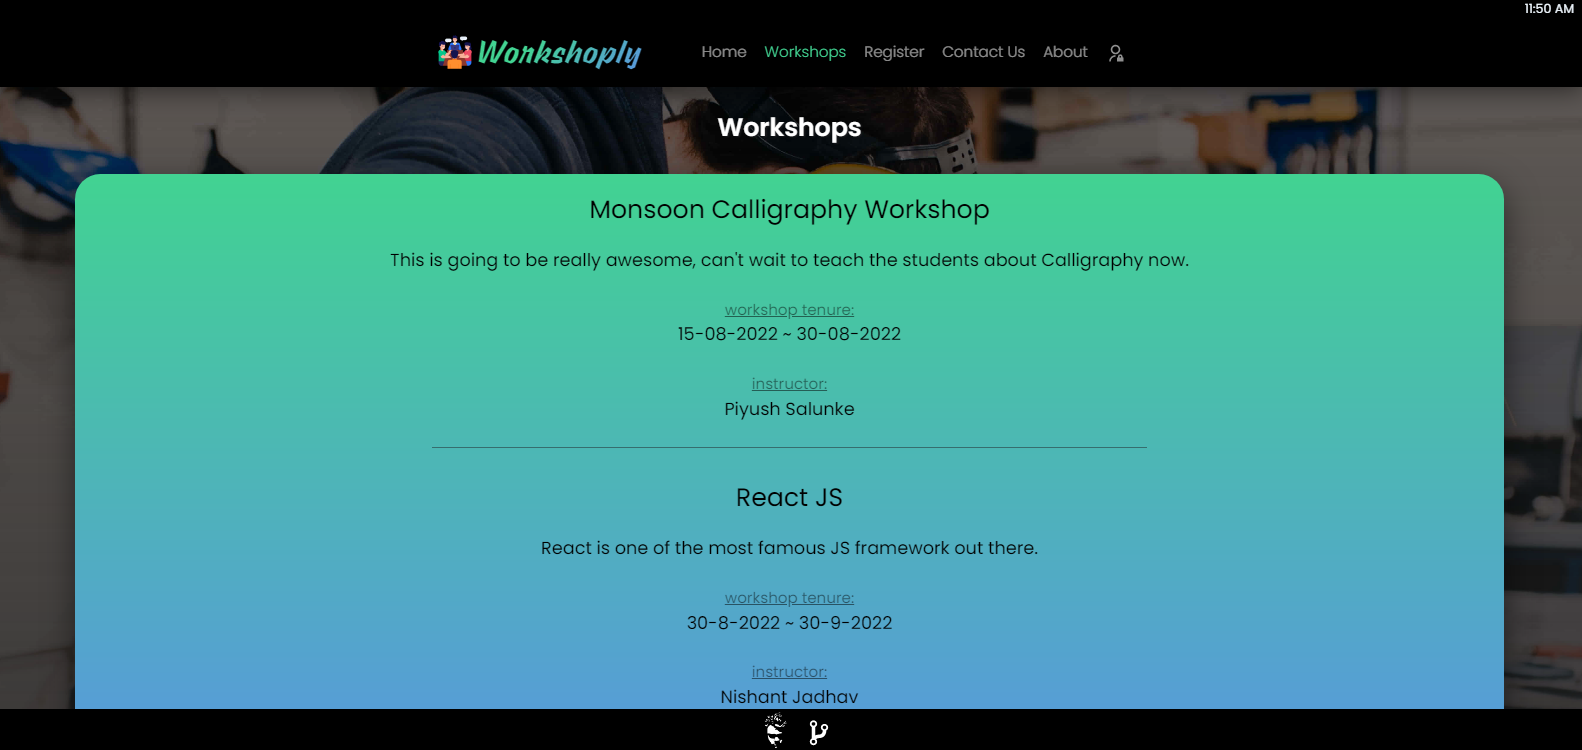 11:50 AM
Workshoply
Home Workshops Register Contact Us About
Workshops
Monsoon Calligraphy Workshop
This is going to be really awesome, can't wait to teach the students about Calligraphy now.
workshop tenure:
15-08-2022 ~ 30-08-2022
instructor:
Piyush Salunke
React JS
React is one of the most famous JS framework out there.
workshop tenure:
30-8-2022 ~ 30-9-2022
instructor:
Nishant Jadhav